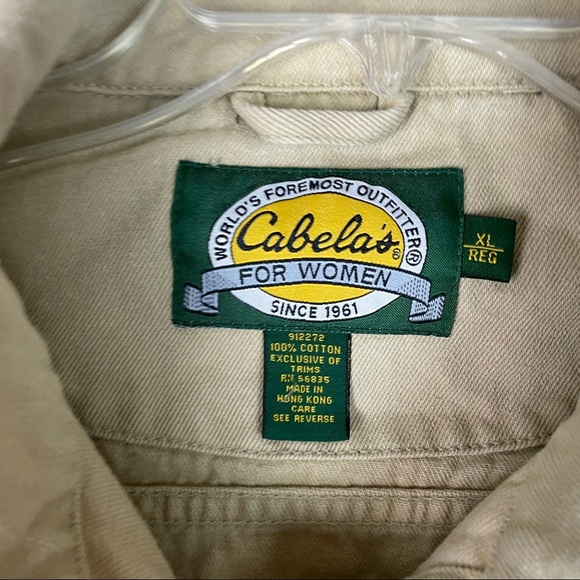 WORLD'S FOREMOST OUTFITTER®
Cabela's®
FOR WOMEN
SINCE 1961
XL
REG
912272
100% COTTON
EXCLUSIVE OF
TRIMS
RN 56835
MADE IN
HONG KONG
CARE
SEE REVERSE